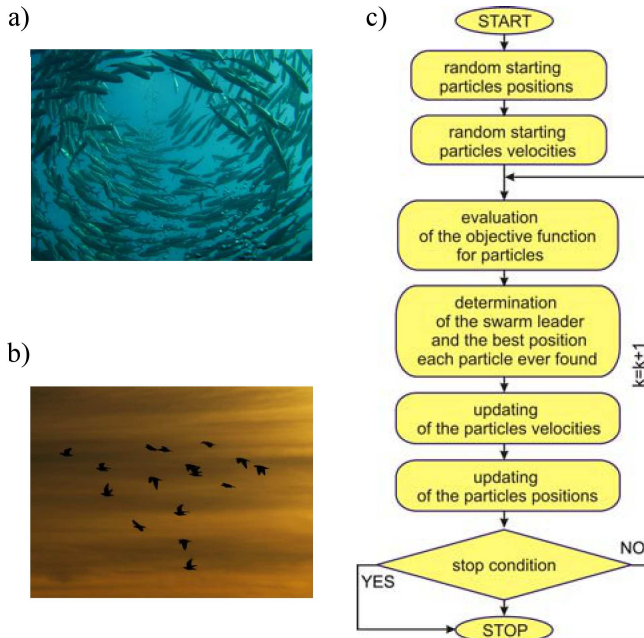 a)
c)
START
random starting
particles positions
random starting
particles velocities
evaluation
of the objective function
for particles
determination
of the swarm leader
and the best position
each particle ever found
k=k+1
b)
updating
of the particles velocities
updating
of the particles positions
stop condition
NO
YES
STOP